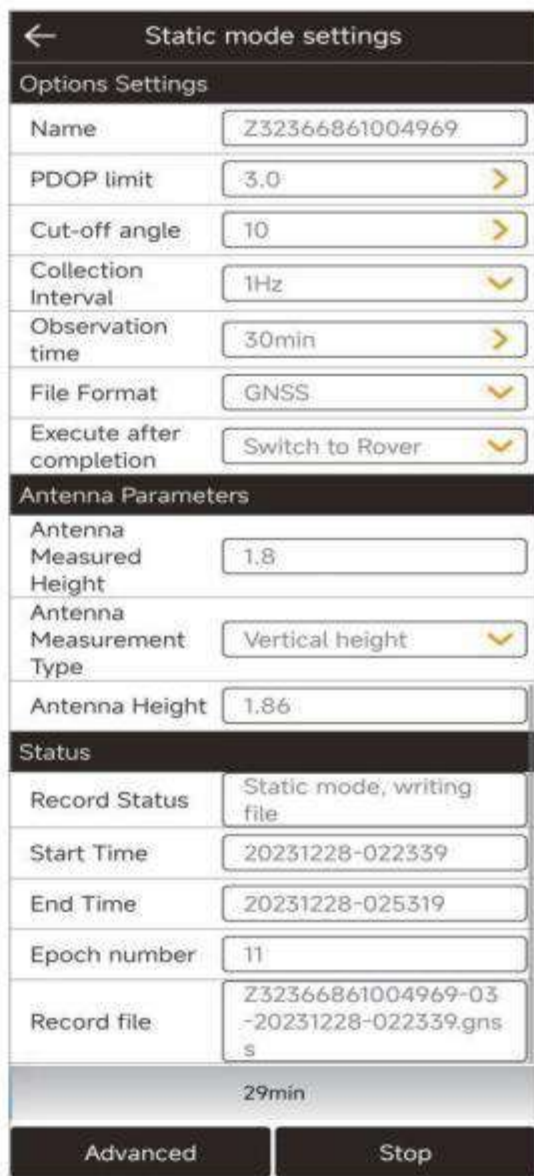 Static mode settings
Options Settings
Name Z32366861004969
PDOP limit 3.0
Cut-off angle 10
Collection
Interval
1Hz
Observation
time
30min
File Format GNSS
Execute after
completion
Switch to Rover
Antenna Parameters
Antenna
Measured
Height
1.8
Antenna
Measurement
Type
Vertical height
Antenna Height 1.86
Status
Record Status
Static mode, writing
file
Start Time 20231228-022339
End Time 20231228-025319
Epoch number 11
Record file
Z32366861004969-03
-20231228-022339.gns
s
29min
Advanced Stop